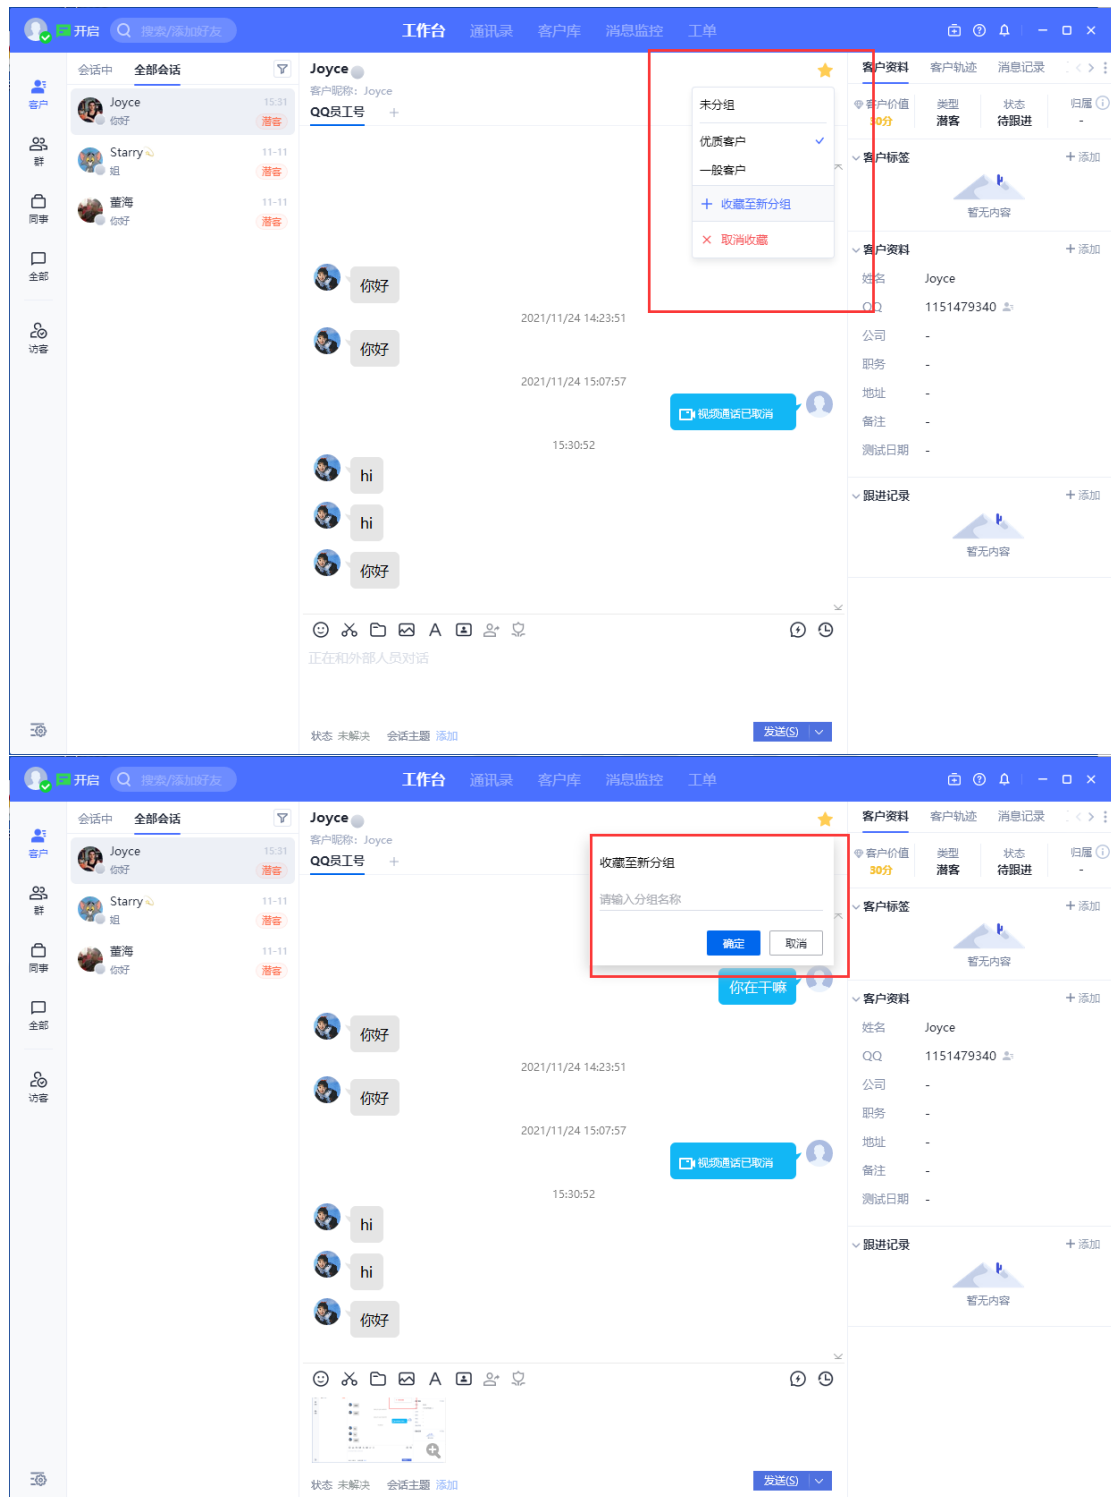 开启
搜索/添加好友
工作台
通讯录
客户库
消息监控
工单
客户
群
同事
全部
访客
会话中
全部会话
Joyce
15:31
你好
潜客
Starry
11-11
姐
潜客
董海
11-11
你好
潜客
Joyce
客户昵称: Joyce
QQ员工号
未分组
优质客户
一般客户
收藏至新分组
取消收藏
你好
2021/11/24 14:23:51
你好
2021/11/24 15:07:57
视频通话已取消
15:30:52
hi
hi
你好
正在和外部人员对话
状态 未解决 会话主题 添加
发送(S)
客户资料
客户轨迹
消息记录
客户价值
类型
状态
归属
30分
潜客
待跟进
-
客户标签
添加
暂无内容
客户资料
添加
姓名 Joyce
QQ 1151479340
公司 -
职务 -
地址 -
备注 -
测试日期 -
跟进记录
添加
暂无内容
开启
搜索/添加好友
工作台
通讯录
客户库
消息监控
工单
客户
群
同事
全部
访客
会话中
全部会话
Joyce
15:31
你好
潜客
Starry
11-11
姐
潜客
董海
11-11
你好
潜客
Joyce
客户昵称: Joyce
QQ员工号
收藏至新分组
请输入分组名称
确定
取消
你在干嘛
你好
2021/11/24 14:23:51
你好
2021/11/24 15:07:57
视频通话已取消
15:30:52
hi
hi
你好
状态 未解决 会话主题 添加
发送(S)
客户资料
客户轨迹
消息记录
客户价值
类型
状态
归属
30分
潜客
待跟进
-
客户标签
添加
暂无内容
客户资料
添加
姓名 Joyce
QQ 1151479340
公司 -
职务 -
地址 -
备注 -
测试日期 -
跟进记录
添加
暂无内容